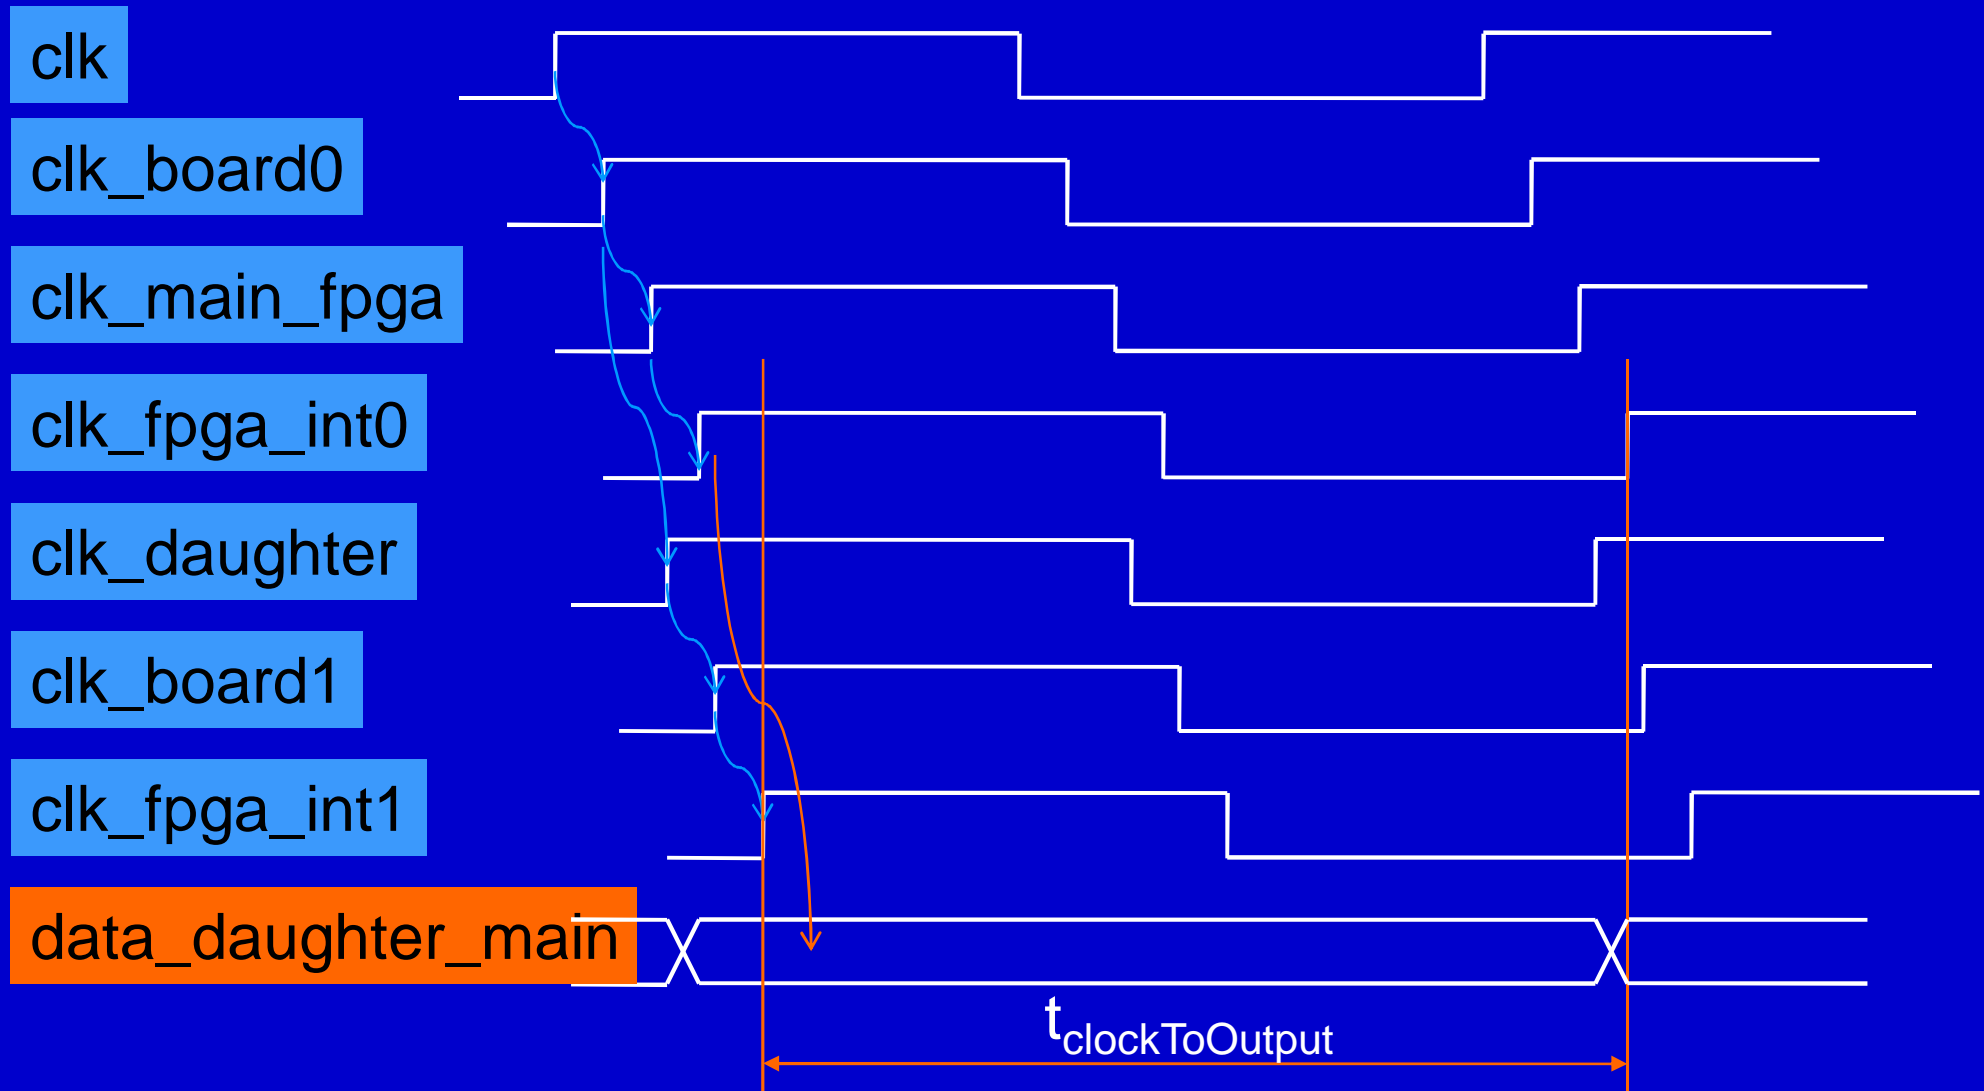 clk
clk_board0
clk_main_fpga
clk_fpga_int0
clk_daughter
clk_board1
clk_fpga_int1
data_daughter_main
tclockToOutput